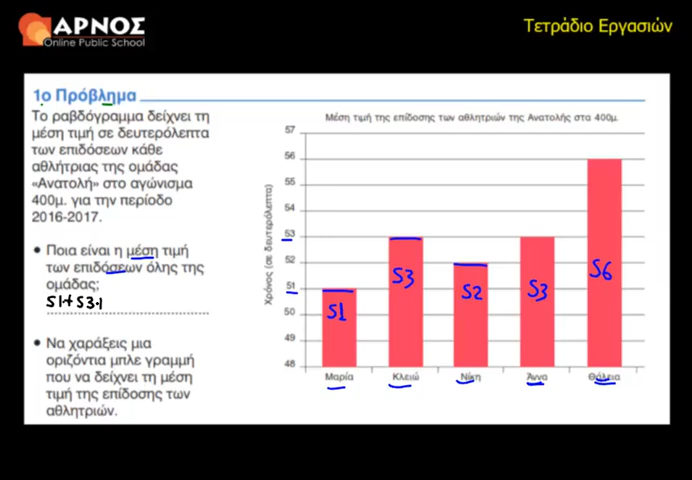 ΑΡΝΟΣ
Online Public School
Τετράδιο Εργασιών
1ο Πρόβλημα
Το ραβδόγραμμα δείχνει τη
μέση τιμή σε δευτερόλεπτα
των επιδόσεων κάθε
αθλήτριας της ομάδας
«Ανατολή» στο αγώνισμα
400μ. για την περίοδο
2016-2017.
• Ποια είναι η μέση τιμή
των επιδόσεων όλης της
ομάδας;
51+53+
• Να χαράξεις μια
οριζόντια μπλε γραμμή
που να δείχνει τη μέση
τιμή της επίδοσης των
αθλητριών.
Μέση τιμή της επίδοσης των αθλητριών της Ανατολής στα 400μ.
Χρόνος (σε δευτερόλεπτα)
57
56
55
54
53
52
51
50
49
48
51
53
52
53
56
Μαρία
Κλειώ
Νίκη
Άννα
Θάλεια